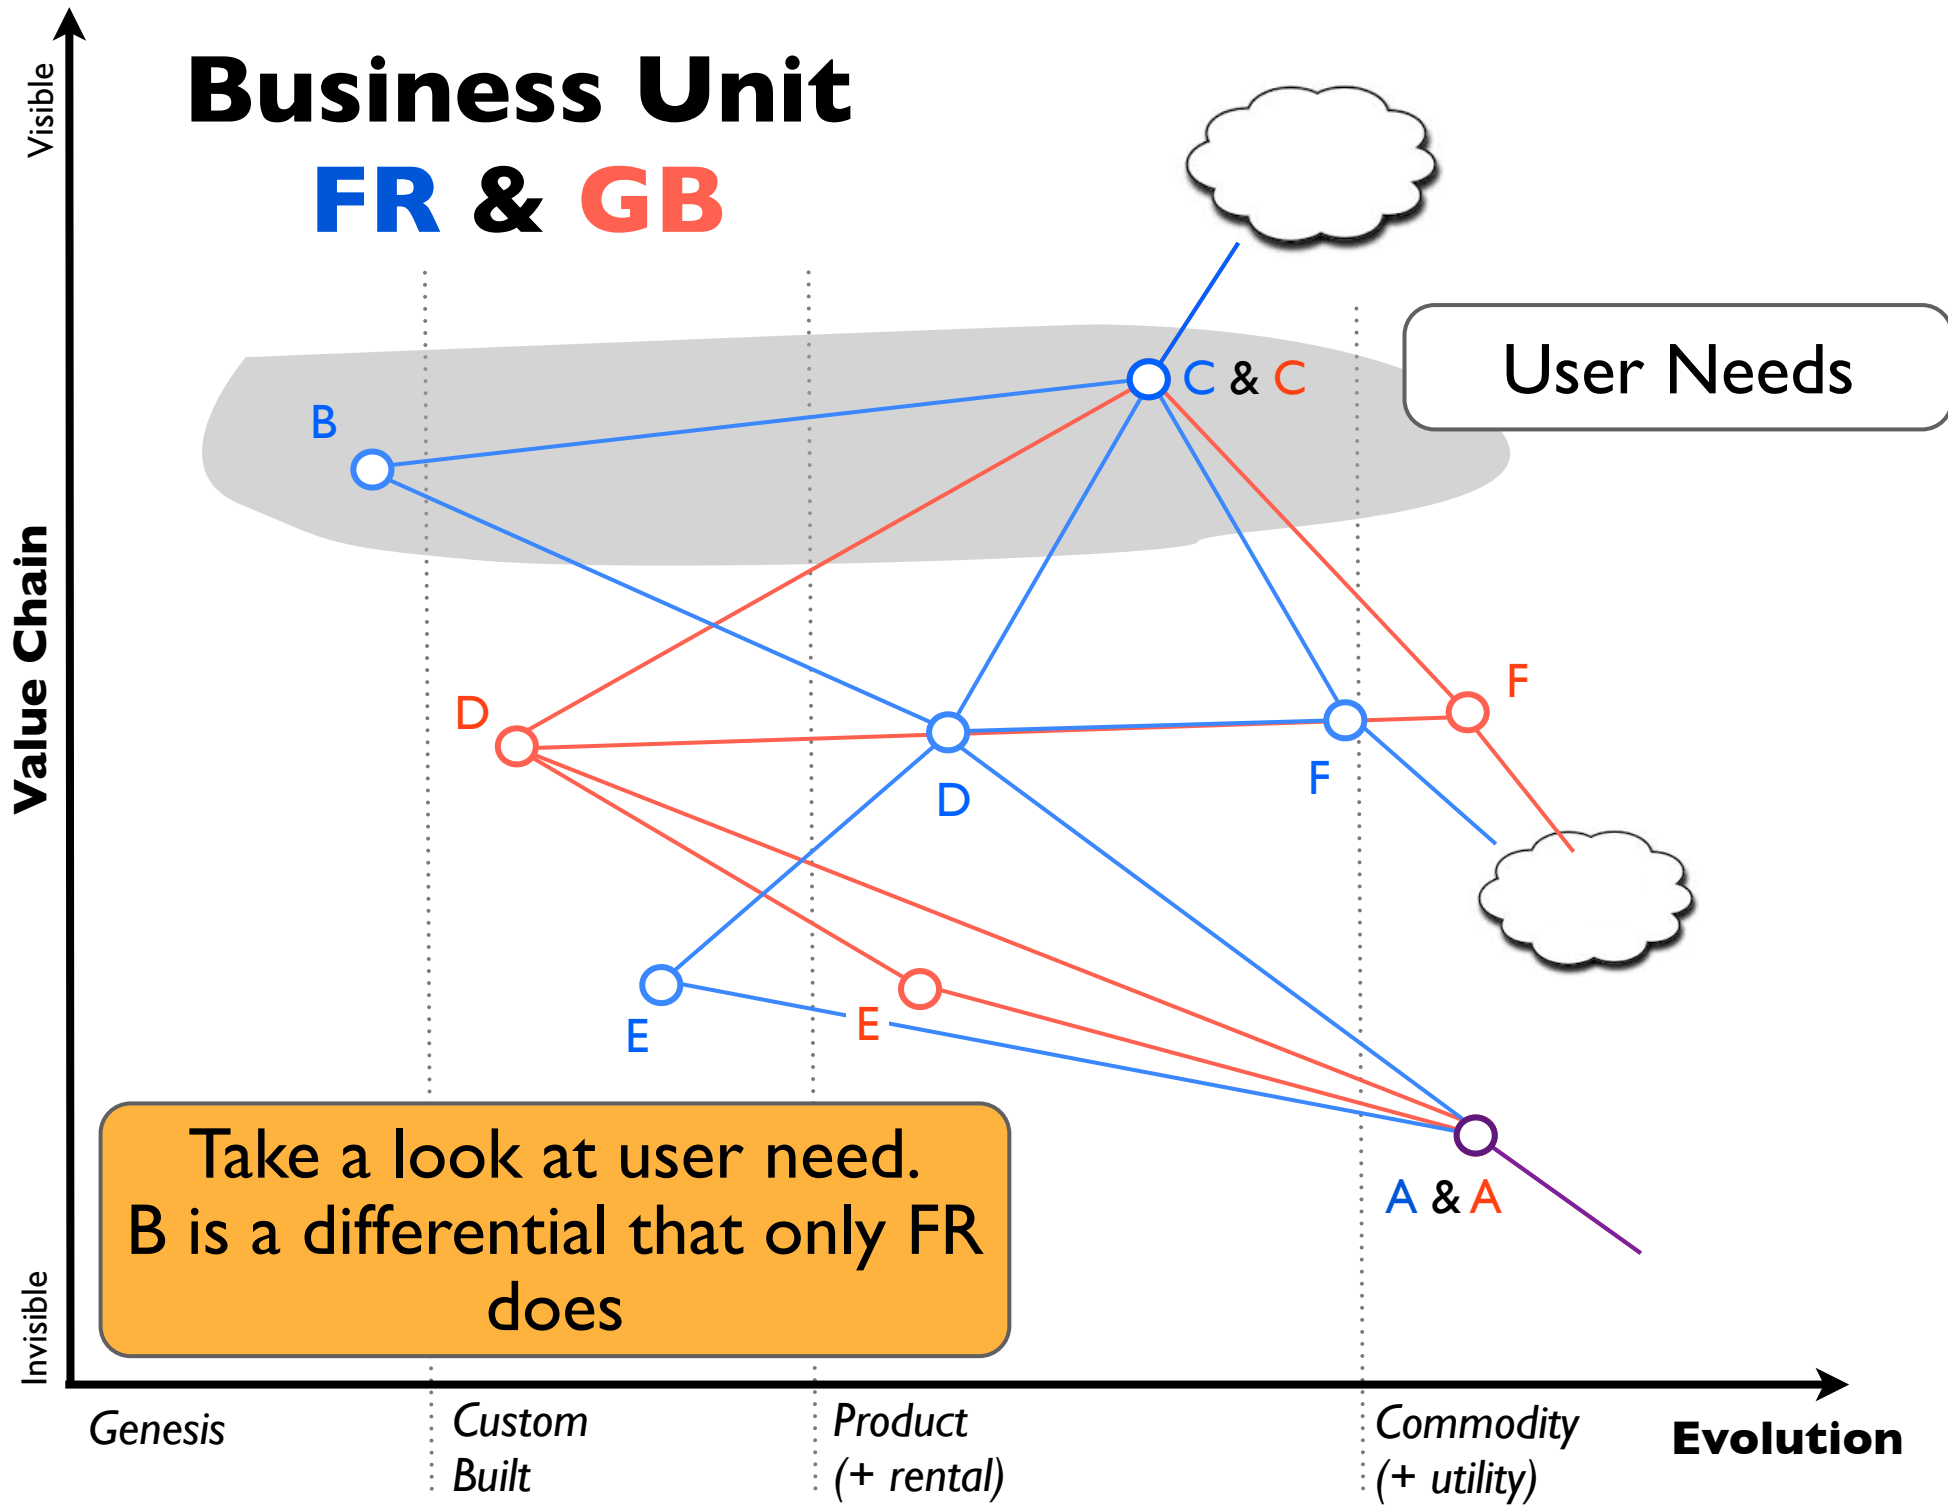 Business Unit
FR & GB
Visible
User Needs
C & C
B
Value Chain
D
F
D
F
E
E
A & A
Take a look at user need.
B is a differential that only FR
does
Invisible
Genesis
Custom
Built
Product
(+ rental)
Commodity
(+ utility)
Evolution